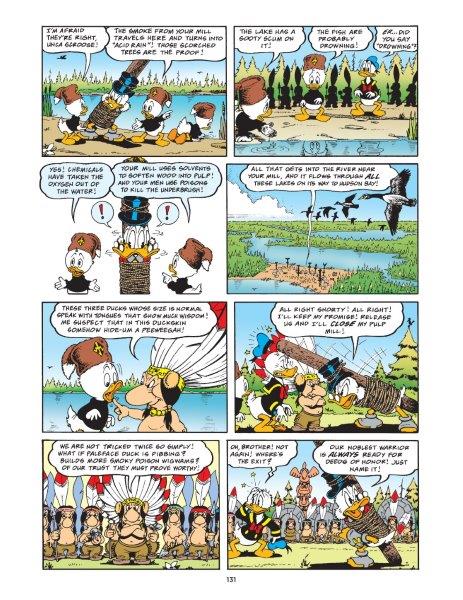 I'M AFRAID
THEY'RE RIGHT,
UNCA SCROOGE!
THE SMOKE FROM YOUR MILL
TRAVELS HERE AND TURNS INTO
"ACID RAIN"! THOSE SCORCHED
TREES ARE THE PROOF!
THE LAKE HAS A
SOOTY SCUM ON
IT!
THE FISH ARE
PROBABLY
DROWNING!
ER...DID
YOU SAY
"DROWNING"?
YES! CHEMICALS
HAVE TAKEN THE
OXYGEN OUT OF
THE WATER!
YOUR MILL USES SOLVENTS
TO SOFTEN WOOD INTO PULP!
AND YOUR MEN USE POISONS
TO KILL THE UNDERBRUSH!
!
!
ALL THAT GETS INTO THE RIVER NEAR
YOUR MILL, AND IT FLOWS THROUGH ALL
THESE LAKES ON ITS WAY TO HUDSON BAY!
THESE THREE DUCKS WHOSE SIZE IS NORMAL
SPEAK WITH TONGUES THAT SHOW MUCK WISDOM!
ME SUSPECT THAT IN THIS DUCKSKIN
SOMEHOW HIDE-UM A PEEWEEGAH!
ALL RIGHT SHORTY! ALL RIGHT!
I'LL KEEP MY PROMISE! RELEASE
US AND I'LL CLOSE MY PULP
MILL!
WE ARE NOT TRICKED TWICE SO SIMPLY!
WHAT IF PALEFACE DUCK IS FIBBING?
BUILDS MORE SMOKY POISON WIGWAMS?
OF OUR TRUST THEY MUST PROVE WORTHY!
OH, BROTHER! NOT
AGAIN! WHERE'S
THE EXIT?
OUR NOBLEST WARRIOR
IS ALWAYS READY FOR
DEEDS OF HONOR! JUST
NAME IT!
131